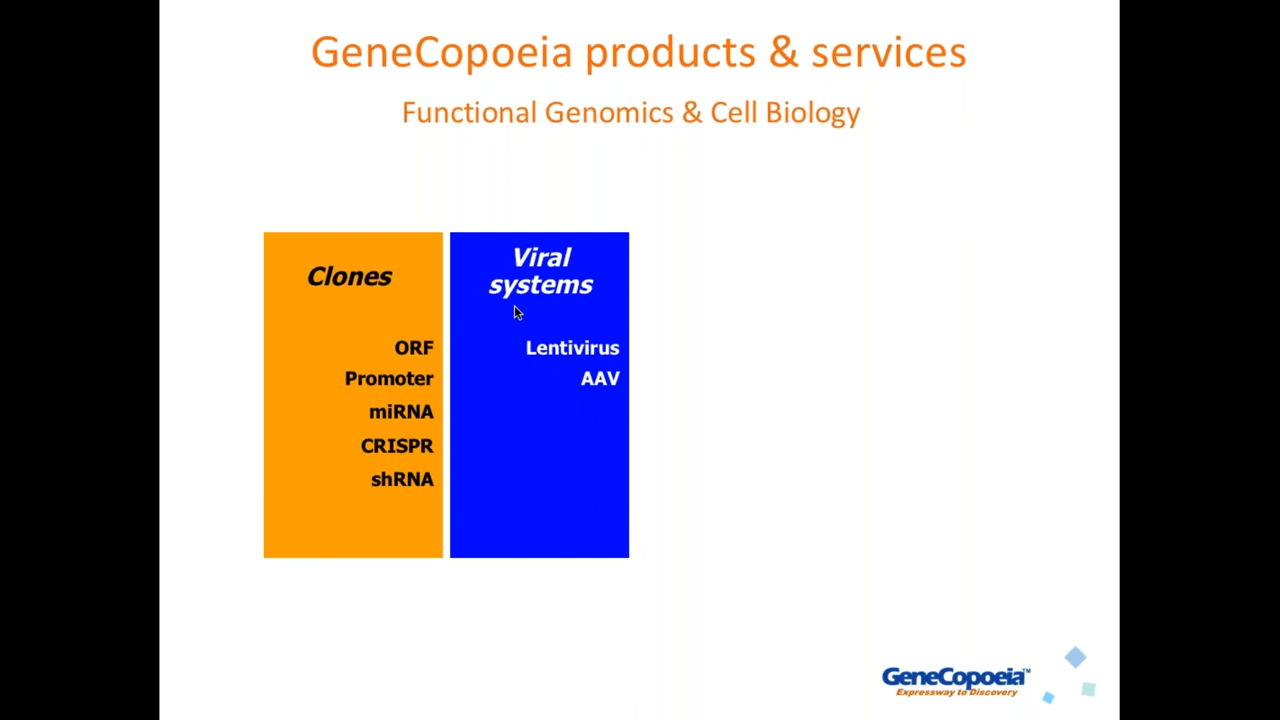 GeneCopoeia products & services
Functional Genomics & Cell Biology
Clones
ORF
Promoter
miRNA
CRISPR
shRNA
Viral
systems
Lentivirus
AAV
GeneCopoeia™
Expressway to Discovery